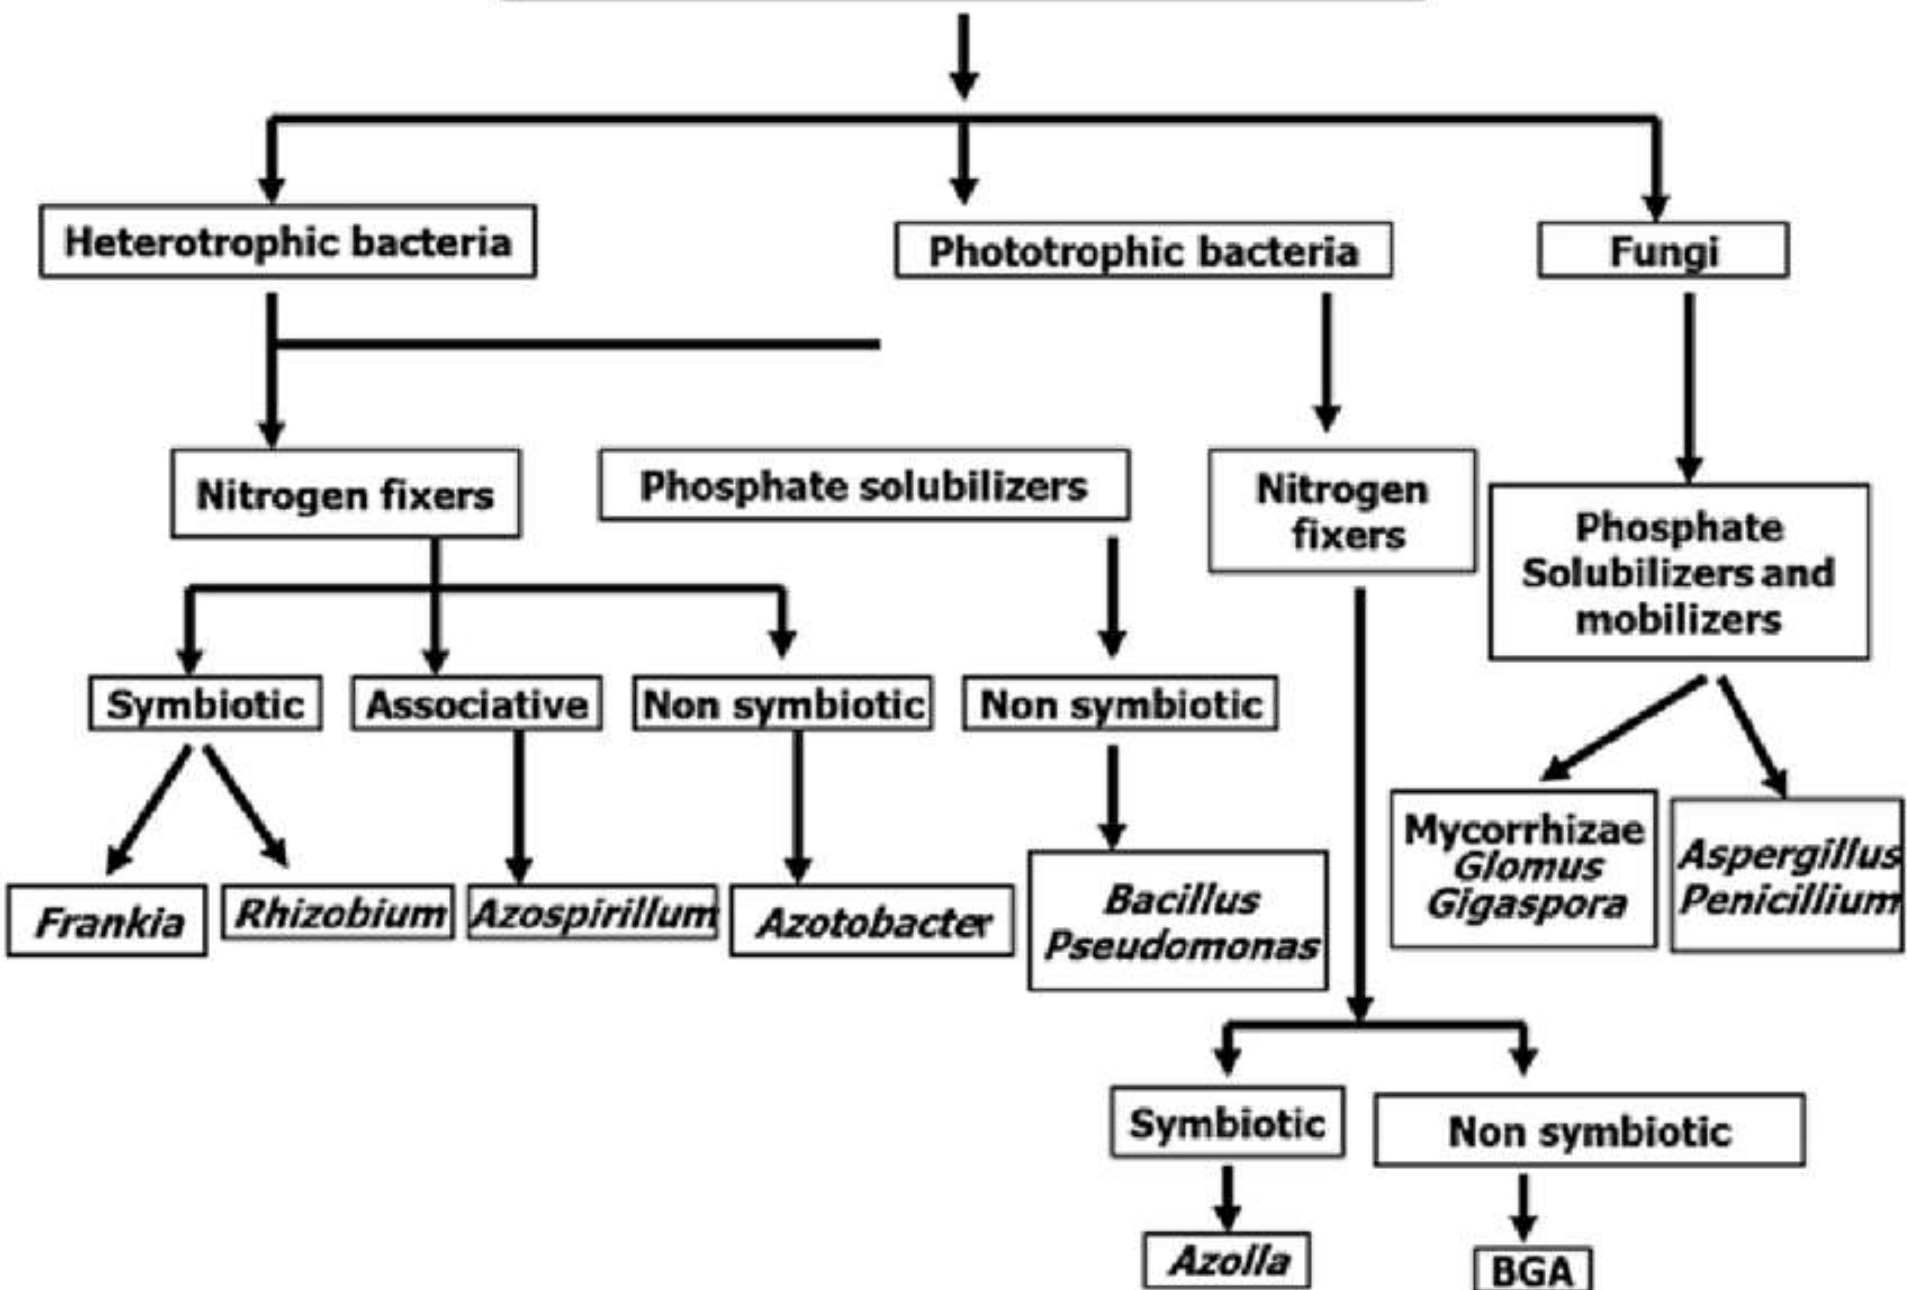 Heterotrophic bacteria
Phototrophic bacteria
Fungi
Nitrogen fixers
Phosphate solubilizers
Nitrogen
fixers
Phosphate
Solubilizers and
mobilizers
Symbiotic
Associative
Non symbiotic
Non symbiotic
Frankia
Rhizobium
Azospirillum
Azotobacter
Bacillus
Pseudomonas
Mycorrhizae
Glomus
Gigaspora
Aspergillus
Penicillium
Symbiotic
Non symbiotic
Azolla
BGA